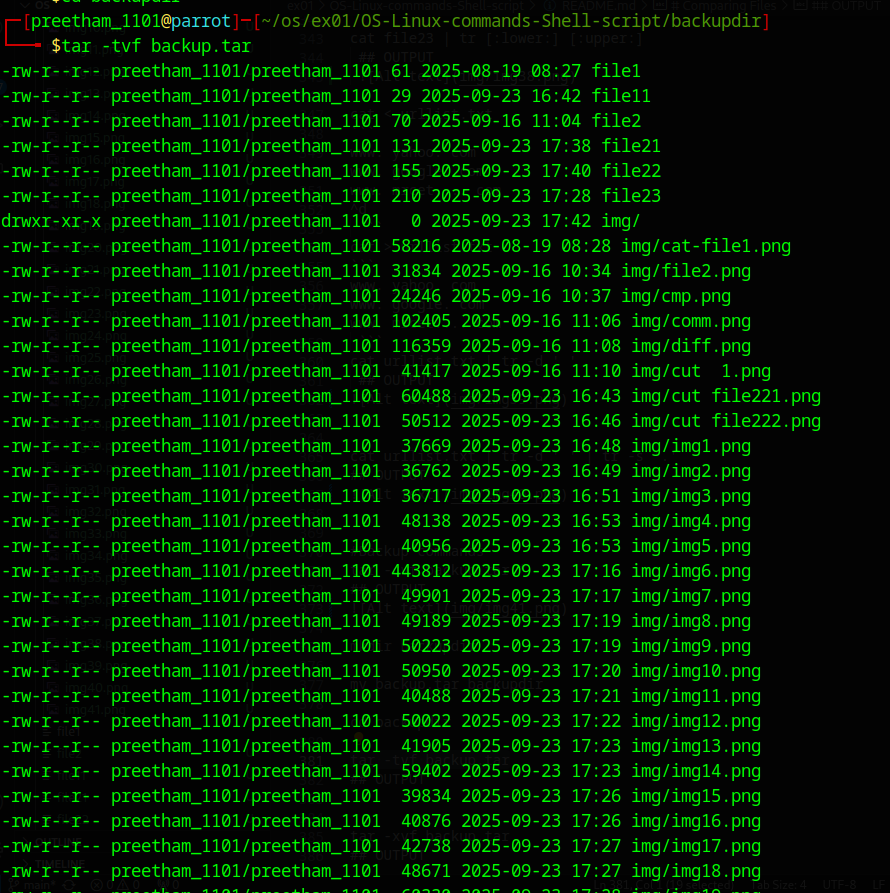 [preetham_1101@parrot]─[~/os/ex01/OS-Linux-commands-Shell-script/backupdir]
$tar -tvf backup.tar
-rw-r--r-- preetham_1101/preetham_1101 61 2025-08-19 08:27 file1
-rw-r--r-- preetham_1101/preetham_1101 29 2025-09-23 16:42 file11
-rw-r--r-- preetham_1101/preetham_1101 70 2025-09-16 11:04 file2
-rw-r--r-- preetham_1101/preetham_1101 131 2025-09-23 17:38 file21
-rw-r--r-- preetham_1101/preetham_1101 155 2025-09-23 17:40 file22
-rw-r--r-- preetham_1101/preetham_1101 210 2025-09-23 17:28 file23
drwxr-xr-x preetham_1101/preetham_1101   0 2025-09-23 17:42 img/
-rw-r--r-- preetham_1101/preetham_1101 58216 2025-08-19 08:28 img/cat-file1.png
-rw-r--r-- preetham_1101/preetham_1101 31834 2025-09-16 10:34 img/file2.png
-rw-r--r-- preetham_1101/preetham_1101 24246 2025-09-16 10:37 img/cmp.png
-rw-r--r-- preetham_1101/preetham_1101 102405 2025-09-16 11:06 img/comm.png
-rw-r--r-- preetham_1101/preetham_1101 116359 2025-09-16 11:08 img/diff.png
-rw-r--r-- preetham_1101/preetham_1101  41417 2025-09-16 11:10 img/cut  1.png
-rw-r--r-- preetham_1101/preetham_1101  60488 2025-09-23 16:43 img/cut file221.png
-rw-r--r-- preetham_1101/preetham_1101  50512 2025-09-23 16:46 img/cut file222.png
-rw-r--r-- preetham_1101/preetham_1101  37669 2025-09-23 16:48 img/img1.png
-rw-r--r-- preetham_1101/preetham_1101  36762 2025-09-23 16:49 img/img2.png
-rw-r--r-- preetham_1101/preetham_1101  36717 2025-09-23 16:51 img/img3.png
-rw-r--r-- preetham_1101/preetham_1101  48138 2025-09-23 16:53 img/img4.png
-rw-r--r-- preetham_1101/preetham_1101  40956 2025-09-23 16:53 img/img5.png
-rw-r--r-- preetham_1101/preetham_1101 443812 2025-09-23 17:16 img/img6.png
-rw-r--r-- preetham_1101/preetham_1101  49901 2025-09-23 17:17 img/img7.png
-rw-r--r-- preetham_1101/preetham_1101  49189 2025-09-23 17:19 img/img8.png
-rw-r--r-- preetham_1101/preetham_1101  50223 2025-09-23 17:19 img/img9.png
-rw-r--r-- preetham_1101/preetham_1101  50950 2025-09-23 17:20 img/img10.png
-rw-r--r-- preetham_1101/preetham_1101  40488 2025-09-23 17:21 img/img11.png
-rw-r--r-- preetham_1101/preetham_1101  50022 2025-09-23 17:22 img/img12.png
-rw-r--r-- preetham_1101/preetham_1101  41905 2025-09-23 17:23 img/img13.png
-rw-r--r-- preetham_1101/preetham_1101  59402 2025-09-23 17:23 img/img14.png
-rw-r--r-- preetham_1101/preetham_1101  39834 2025-09-23 17:26 img/img15.png
-rw-r--r-- preetham_1101/preetham_1101  40876 2025-09-23 17:26 img/img16.png
-rw-r--r-- preetham_1101/preetham_1101  42738 2025-09-23 17:27 img/img17.png
-rw-r--r-- preetham_1101/preetham_1101  48671 2025-09-23 17:27 img/img18.png